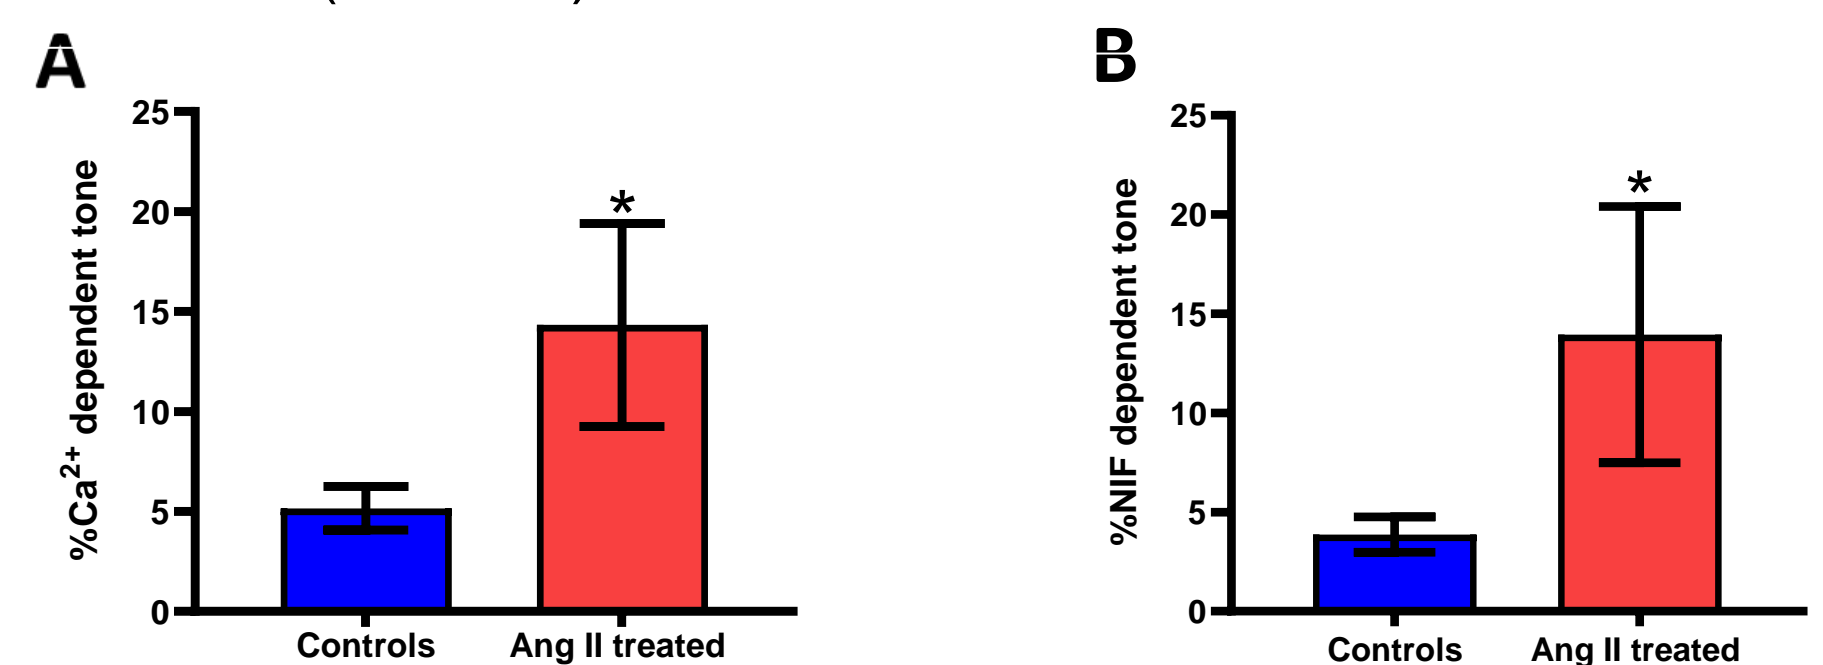 A
25
20
15
10
5
0
%Ca²⁺ dependent tone
*
Controls
Ang II treated
B
25
20
15
10
5
0
%NIF dependent tone
*
Controls
Ang II treated